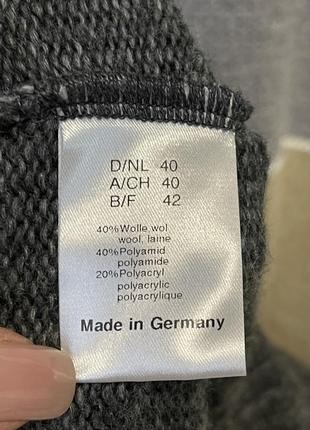 D/NL 40
A/CH 40
B/F 42
40% Wolle, wol
wool, laine
40% Polyamid
polyamide
20% Polyacryl
polyacrylic
polyacrylique
Made in Germany